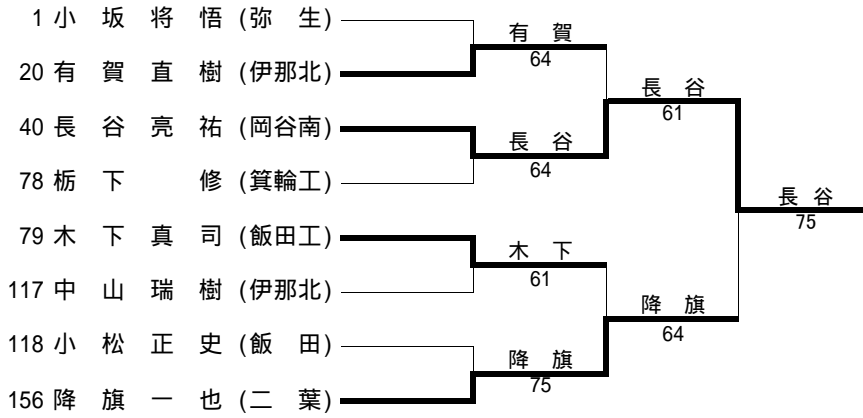 1 小 坂 将 悟 (弥 生)
20 有 賀 直 樹 (伊那北)
40 長 谷 亮 祐 (岡谷南)
78 栃 下 修 (箕輪工)
79 木 下 真 司 (飯田工)
117 中 山 瑞 樹 (伊那北)
118 小 松 正 史 (飯 田)
156 降 旗 一 也 (二 葉)
有 賀
64
長 谷
64
木 下
61
降 旗
75
長 谷
61
降 旗
64
長 谷
75